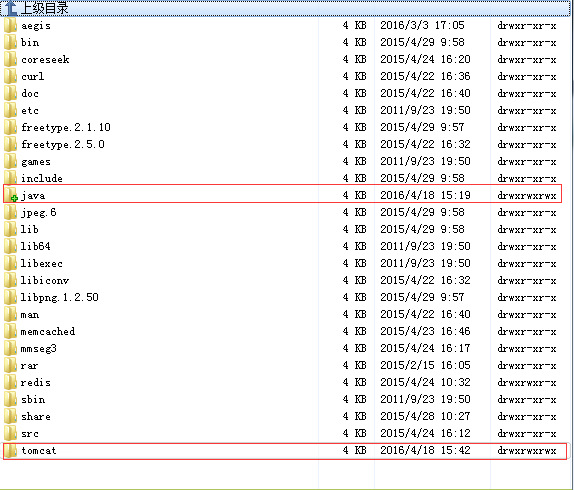 上级目录
aegis 4 KB 2016/3/3 17:05 drwxr-xr-x
bin 4 KB 2015/4/29 9:58 drwxr-xr-x
coreseek 4 KB 2015/4/24 16:20 drwxr-xr-x
curl 4 KB 2015/4/22 16:36 drwxr-xr-x
doc 4 KB 2015/4/22 16:40 drwxr-xr-x
etc 4 KB 2011/9/23 19:50 drwxr-xr-x
freetype.2.1.10 4 KB 2015/4/29 9:57 drwxr-xr-x
freetype.2.5.0 4 KB 2015/4/22 16:32 drwxr-xr-x
games 4 KB 2011/9/23 19:50 drwxr-xr-x
include 4 KB 2015/4/29 9:58 drwxr-xr-x
java 4 KB 2016/4/18 15:19 drwxrwxrwx
jpeg.6 4 KB 2015/4/29 9:58 drwxr-xr-x
lib 4 KB 2015/4/29 9:58 drwxr-xr-x
lib64 4 KB 2011/9/23 19:50 drwxr-xr-x
libexec 4 KB 2011/9/23 19:50 drwxr-xr-x
libiconv 4 KB 2015/4/22 16:32 drwxr-xr-x
libpng.1.2.50 4 KB 2015/4/29 9:57 drwxr-xr-x
man 4 KB 2015/4/22 16:40 drwxr-xr-x
memcached 4 KB 2015/4/23 16:46 drwxr-xr-x
mmseg3 4 KB 2015/4/24 16:17 drwxr-xr-x
rar 4 KB 2015/2/15 16:05 drwxr-xr-x
redis 4 KB 2015/4/24 10:32 drwxrwxr-x
sbin 4 KB 2011/9/23 19:50 drwxr-xr-x
share 4 KB 2015/4/28 10:27 drwxr-xr-x
src 4 KB 2015/4/24 16:12 drwxr-xr-x
tomcat 4 KB 2016/4/18 15:42 drwxrwxrwx